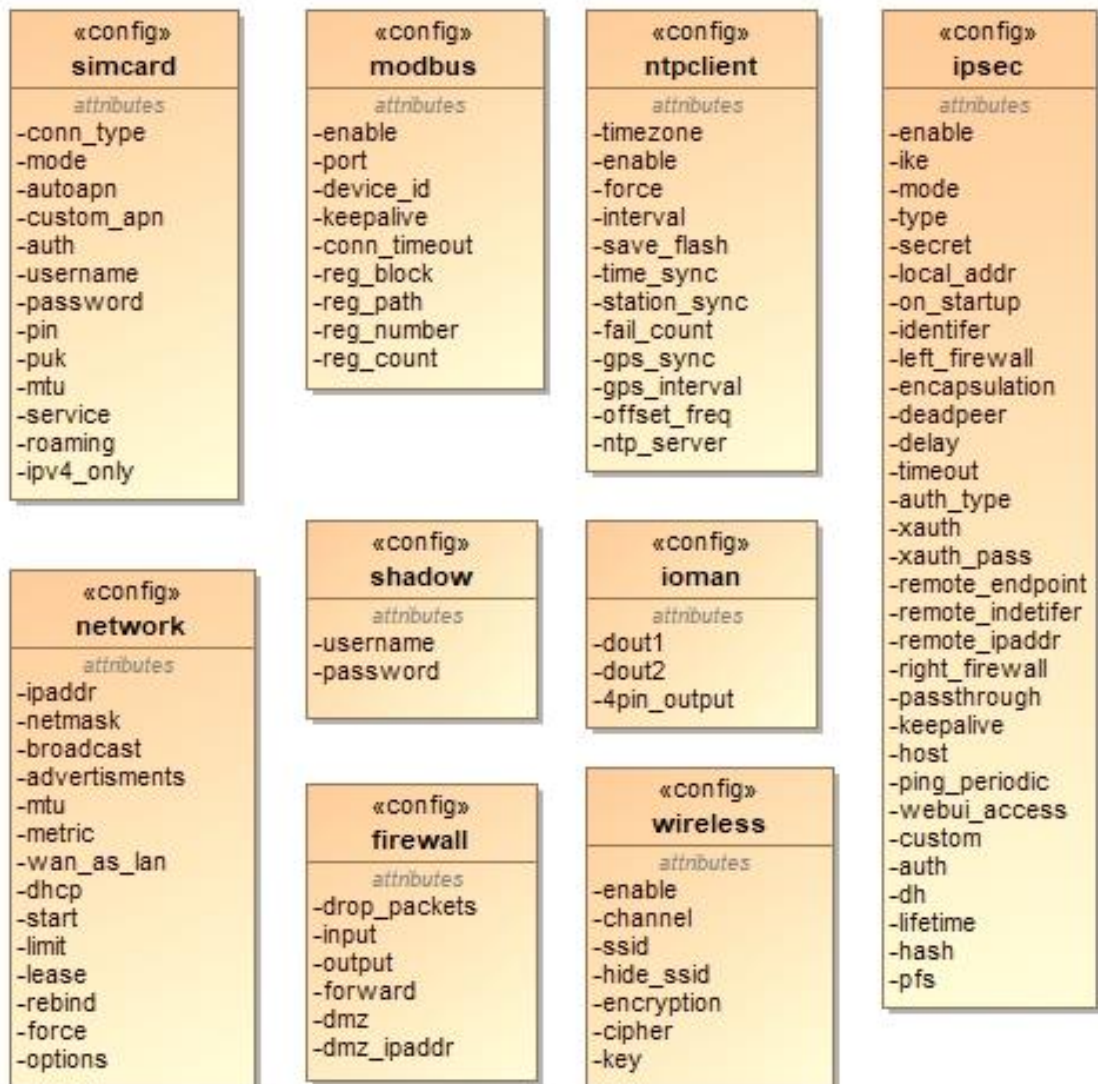 «config»
simcard
attributes
-conn_type
-mode
-autoapn
-custom_apn
-auth
-username
-password
-pin
-puk
-mtu
-service
-roaming
-ipv4_only
«config»
modbus
attributes
-enable
-port
-device_id
-keepalive
-conn_timeout
-reg_block
-reg_path
-reg_number
-reg_count
«config»
ntpclient
attributes
-timezone
-enable
-force
-interval
-save_flash
-time_sync
-station_sync
-fail_count
-gps_sync
-gps_interval
-offset_freq
-ntp_server
«config»
ipsec
attributes
-enable
-ike
-mode
-type
-secret
-local_addr
-on_startup
-identifer
-left_firewall
-encapsulation
-deadpeer
-delay
-timeout
-auth_type
-xauth
-xauth_pass
-remote_endpoint
-remote_indetifer
-remote_ipaddr
-right_firewall
-passthrough
-keepalive
-host
-ping_periodic
-webui_access
-custom
-auth
-dh
-lifetime
-hash
-pfs
«config»
network
attributes
-ipaddr
-netmask
-broadcast
-advertisments
-mtu
-metric
-wan_as_lan
-dhcp
-start
-limit
-lease
-rebind
-force
-options
«config»
shadow
attributes
-username
-password
«config»
ioman
attributes
-dout1
-dout2
-4pin_output
«config»
firewall
attributes
-drop_packets
-input
-output
-forward
-dmz
-dmz_ipaddr
«config»
wireless
attributes
-enable
-channel
-ssid
-hide_ssid
-encryption
-cipher
-key